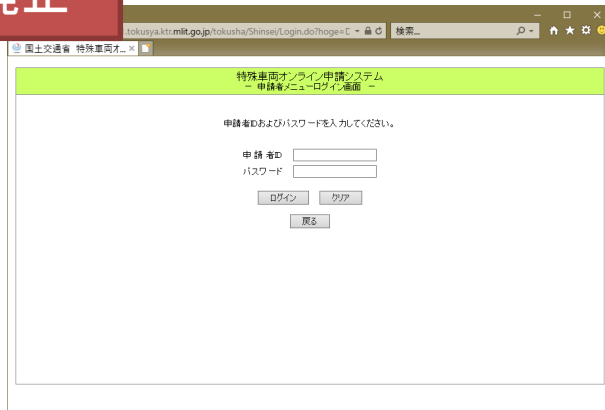 .tokusya.ktr.mlit.go.jp/tokusha/Shinsei/Login.do?hoge=E
検索...
国土交通省 特殊車両オ...
特殊車両オンライン申請システム
－ 申請者メニューログイン画面 －
申請者IDおよびパスワードを入力してください。
申 請 者ID
パスワード
ログイン クリア
戻る